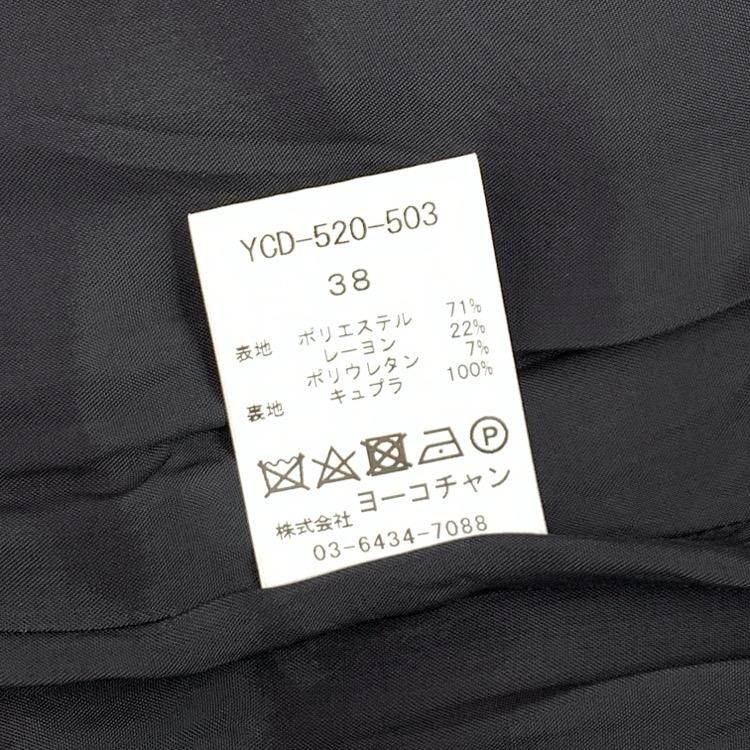 YCD-520-503
38
表地 ポリエステル 71%
レーヨン 22%
ポリウレタン 7%
裏地 キュプラ 100%
P
株式会社 ヨーコチャン
03-6434-7088